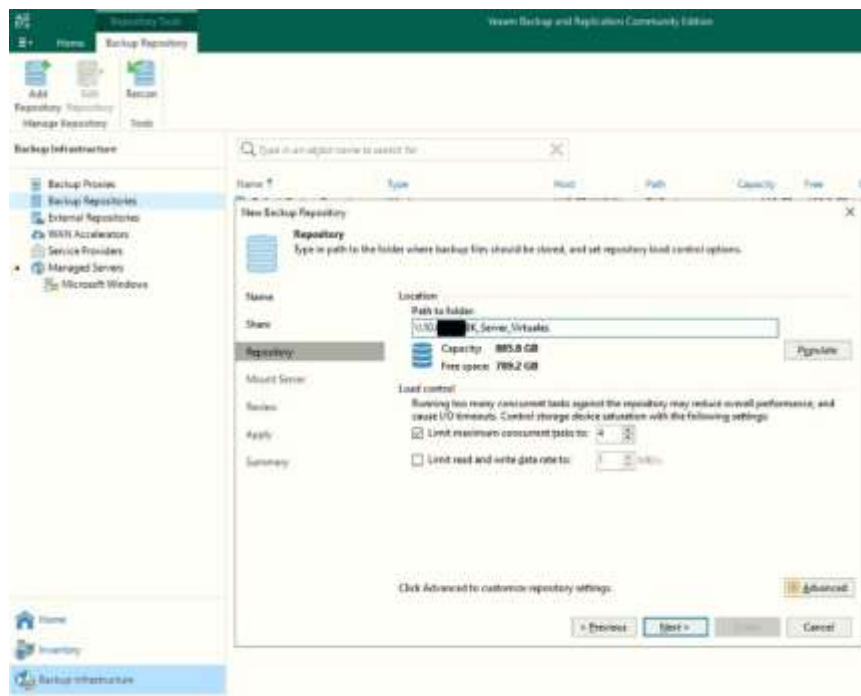 Repository Tools
Veeam Backup and Replication Community Edition
Home
Backup Repository
Add
Repository
Edit
Repository
Rescan
Manage Repository
Tools
Backup Infrastructure
Type in an object name to search for
Backup Proxies
Backup Repositories
External Repositories
WAN Accelerators
Service Providers
Managed Servers
Microsoft Windows
Name
Type
Host
Path
Capacity
Free
New Backup Repository
Repository
Type in path to the folder where backup files should be stored, and set repository load control options.
Name
Share
Repository
Mount Server
Review
Apply
Summary
Location
Path to folder:
K_Server_Virtuales
Capacity: 885.8 GB
Free space: 789.2 GB
Populate
Load control
Running too many concurrent tasks against the repository may reduce overall performance, and
cause I/O timeouts. Control storage device saturation with the following settings:
Limit maximum concurrent tasks to: 4
Limit read and write data rate to: 1
Click Advanced to customize repository settings
Advanced
< Previous
Next >
Cancel
Home
Inventory
Backup Infrastructure